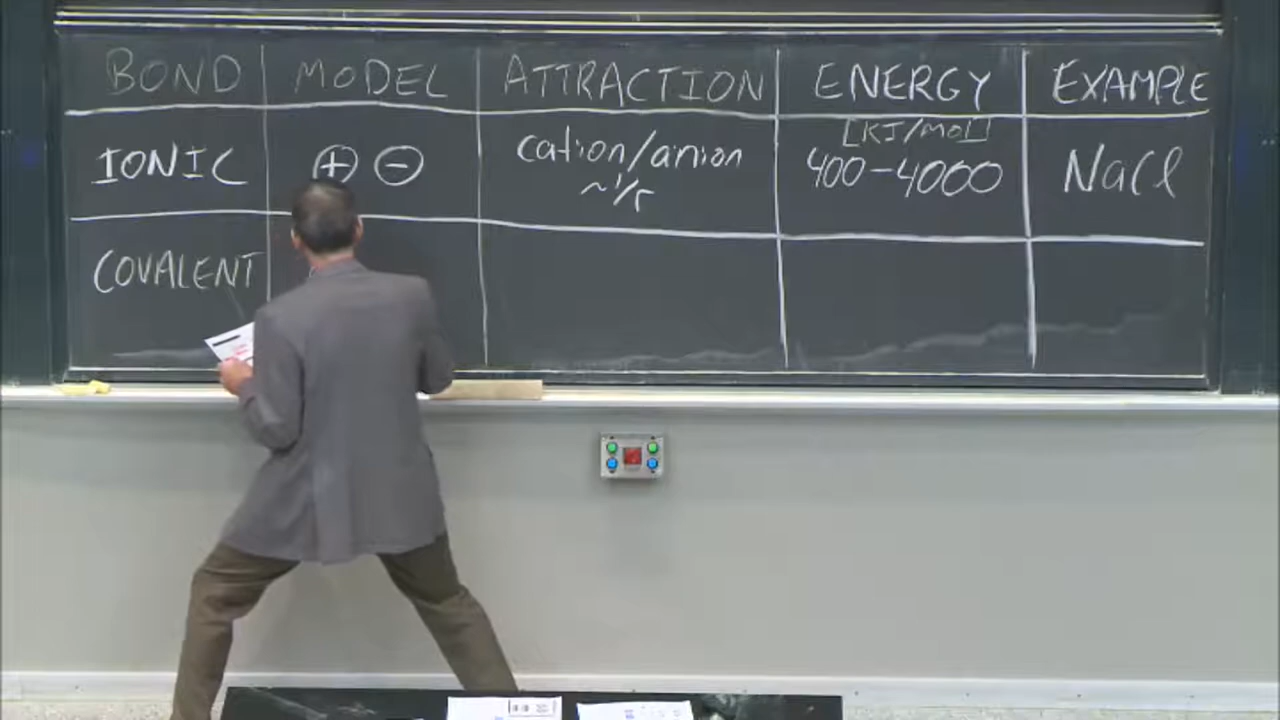 BOND MODEL ATTRACTION ENERGY EXAMPLE
[KJ/mol]
IONIC + - cation/anion 400-4000 NaCl
~1/r
COVALENT